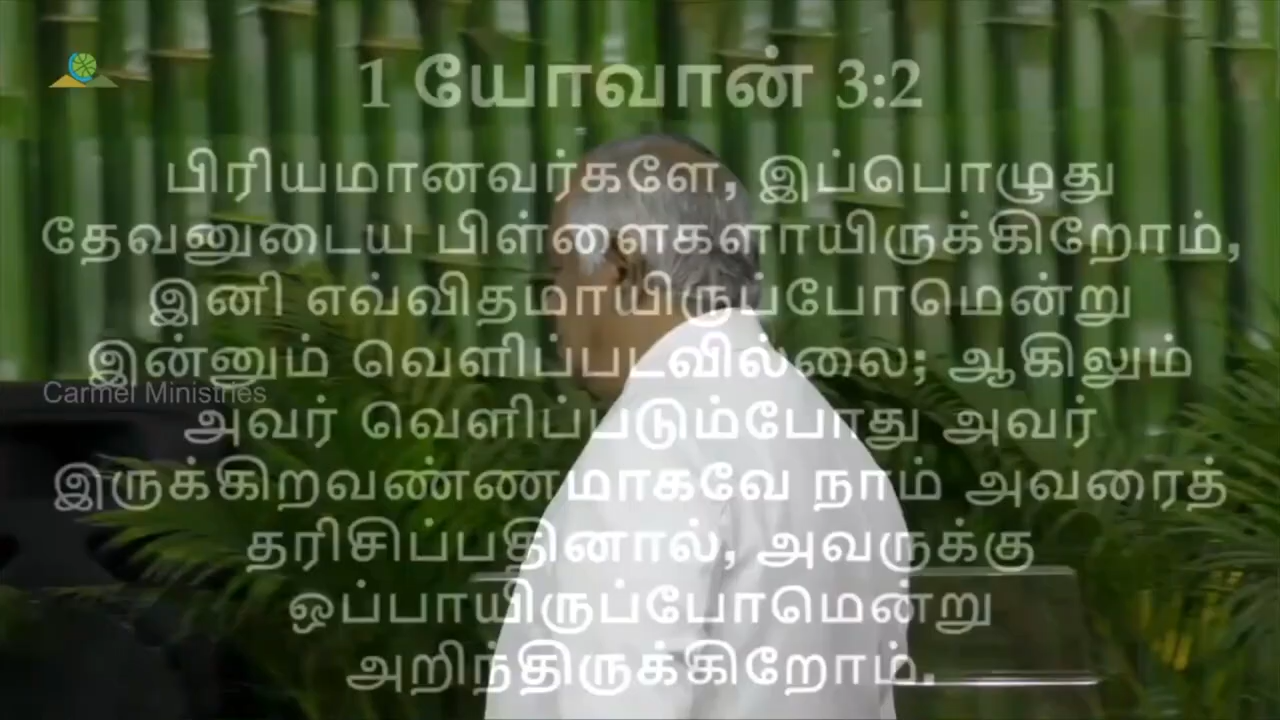 1 யோவான் 3:2
பிரியமானவர்களே, இப்பொழுது
தேவனுடைய பிள்ளைகளாயிருக்கிறோம்,
இனி எவ்விதமாயிருப்போமென்று
இன்னும் வெளிப்படவில்லை; ஆகிலும்
Carmel Ministries
அவர் வெளிப்படும்போது அவர்
இருக்கிறவண்ணமாகவே நாம் அவரைத்
தரிசிப்பதினால், அவருக்கு
ஒப்பாயிருப்போமென்று
அறிந்திருக்கிறோம்.